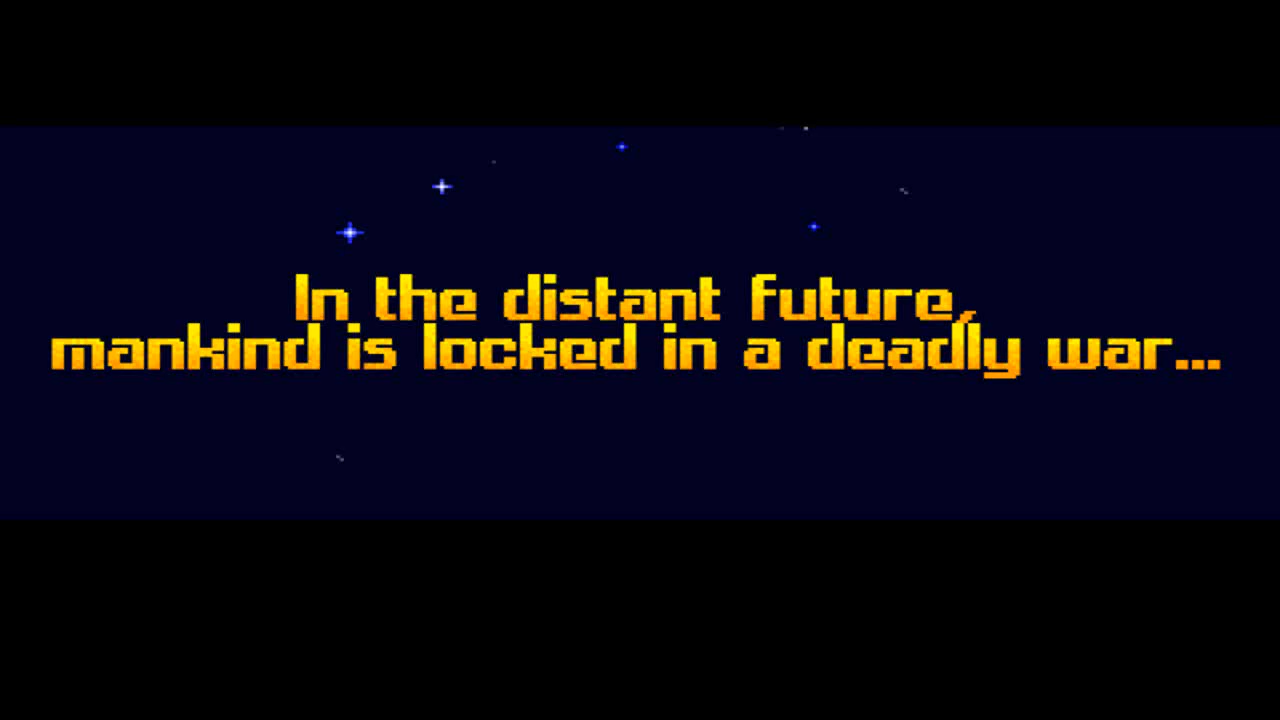 In the distant future,
mankind is locked in a deadly war...